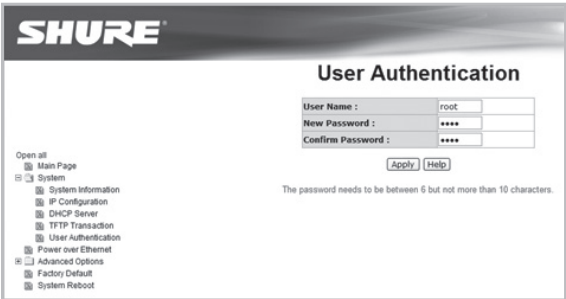 SHURE
User Authentication
User Name : root
New Password : ••••
Confirm Password : ••••
Apply Help
The password needs to be between 6 but not more than 10 characters.
Open all
Main Page
System
System Information
IP Configuration
DHCP Server
TFTP Transaction
User Authentication
Power over Ethernet
Advanced Options
Factory Default
System Reboot